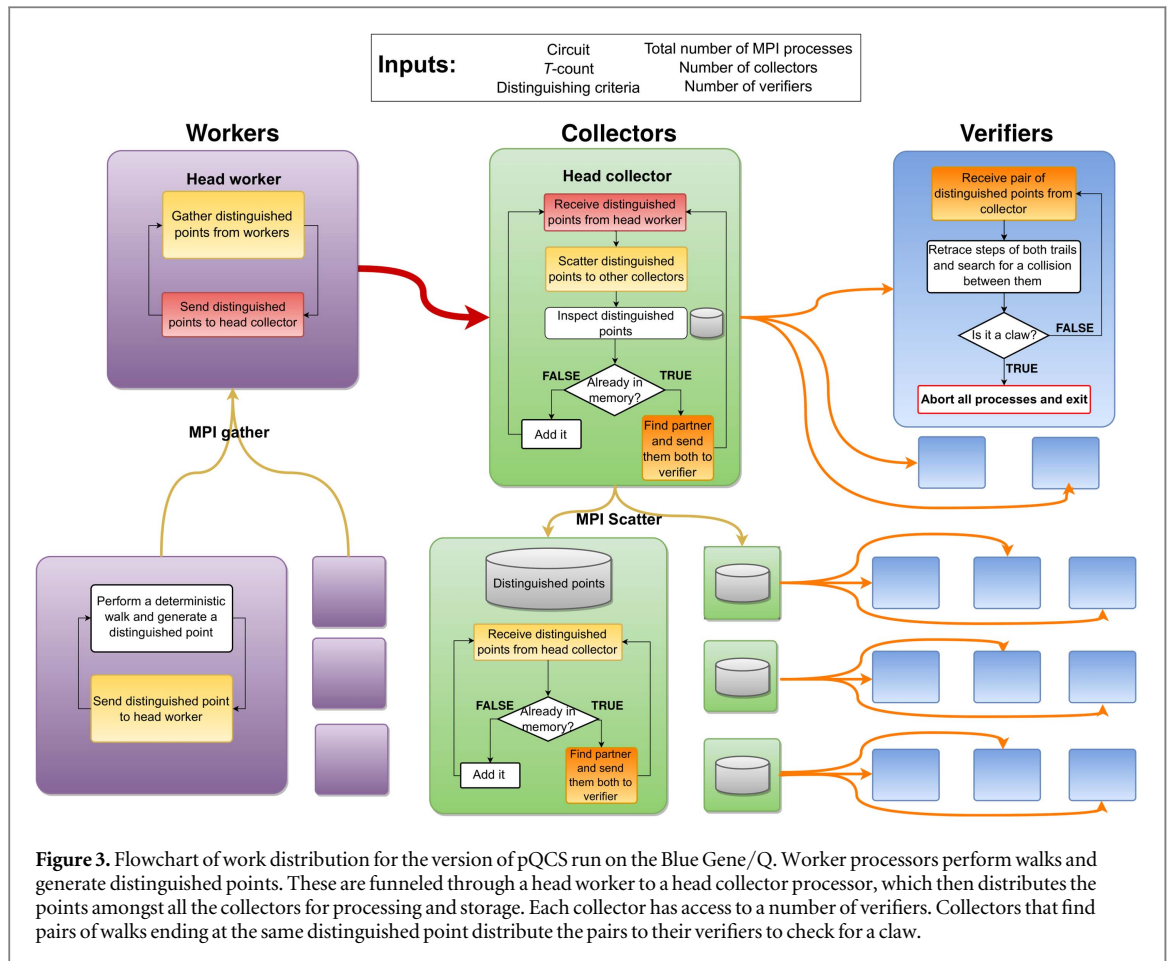 Inputs:
Circuit
T-count
Distinguishing criteria
Total number of MPI processes
Number of collectors
Number of verifiers
Workers
Head worker
Gather distinguished
points from workers
Send distinguished
points to head collector
MPI gather
Perform a deterministic
walk and generate a
distinguished point
Send distinguished point
to head worker
Collectors
Head collector
Receive distinguished
points from head worker
Scatter distinguished
points to other collectors
Inspect distinguished
points
FALSE
TRUE
Already in
memory?
Add it
Find partner
and send
them both to
verifier
MPI Scatter
Distinguished points
Receive distinguished
points from head collector
FALSE
TRUE
Already in
memory?
Add it
Find partner
and send
them both to
verifier
Verifiers
Receive pair of
distinguished points from
collector
Retrace steps of both trails
and search for a collision
between them
Is it a claw?
FALSE
TRUE
Abort all processes and exit
Figure 3. Flowchart of work distribution for the version of pQCS run on the Blue Gene/Q. Worker processors perform walks and
generate distinguished points. These are funneled through a head worker to a head collector processor, which then distributes the
points amongst all the collectors for processing and storage. Each collector has access to a number of verifiers. Collectors that find
pairs of walks ending at the same distinguished point distribute the pairs to their verifiers to check for a claw.